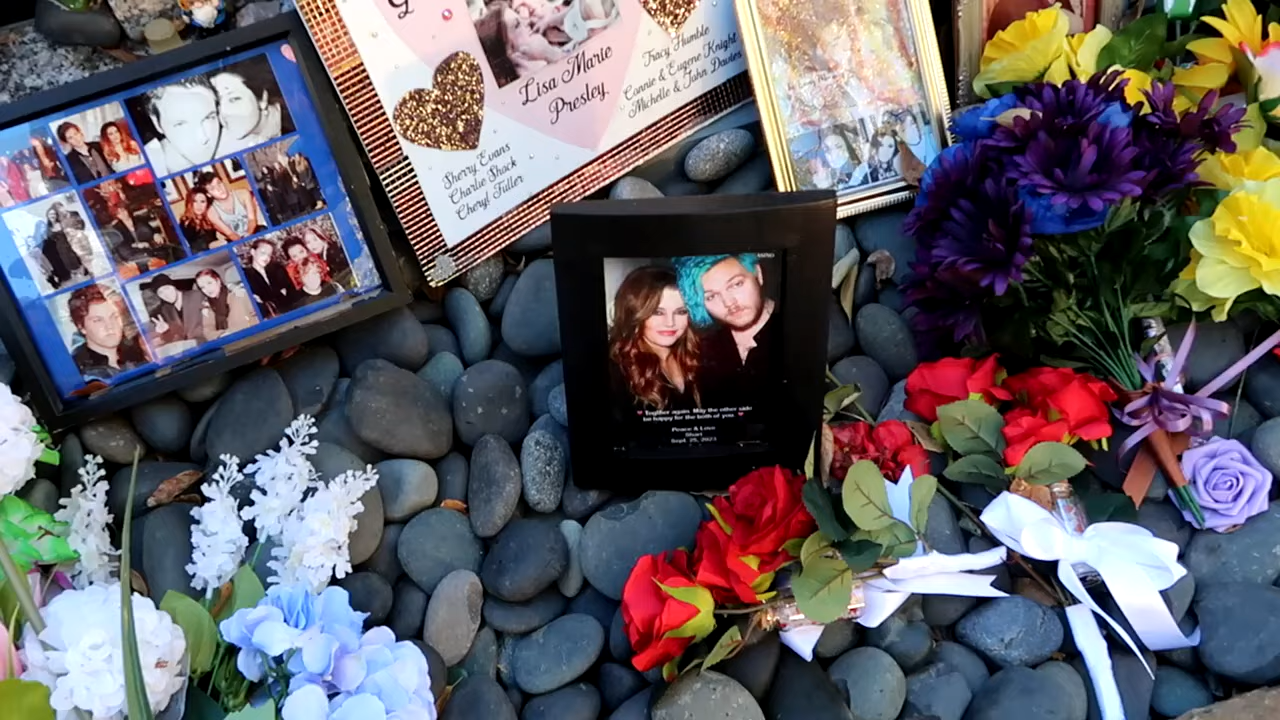 Lisa Marie
Presley
Tracy Humble
Connie & Eugene Knight
Michelle & John Davies
Sherry Evans
Charlie Shock
Cheryl Fuller
♥ Together again May the other side
be happy for the both of you ♥
Peace & Love
Shari
Sept. 25, 2023